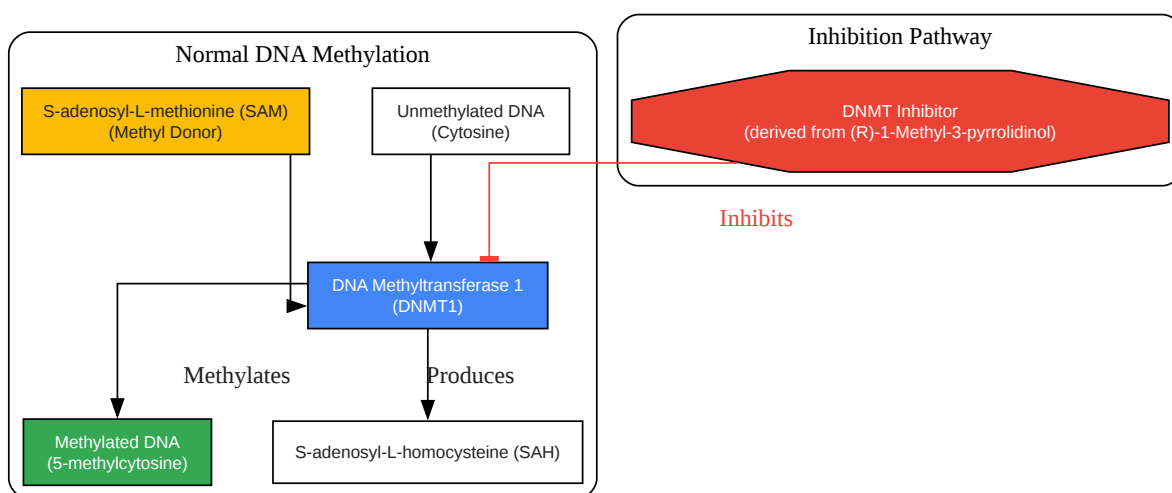 Normal DNA Methylation
Inhibition Pathway
S-adenosyl-L-methionine (SAM)
(Methyl Donor)
Unmethylated DNA
(Cytosine)
DNMT Inhibitor
(derived from (R)-1-Methyl-3-pyrrolidinol)
Inhibits
DNA Methyltransferase 1
(DNMT1)
Methylates
Produces
Methylated DNA
(5-methylcytosine)
S-adenosyl-L-homocysteine (SAH)